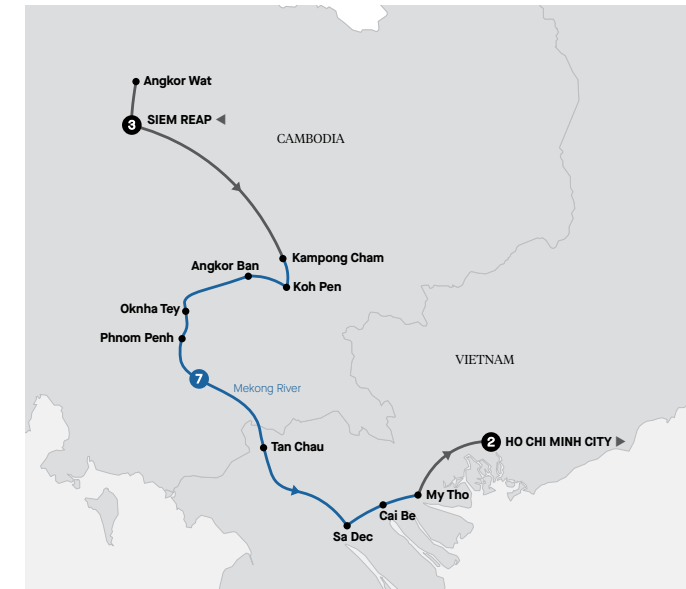 Angkor Wat
3 SIEM REAP
CAMBODIA
Kampong Cham
Angkor Ban
Koh Pen
Oknha Tey
Phnom Penh
VIETNAM
7
Mekong River
2 HO CHI MINH CITY
Tan Chau
My Tho
Cai Be
Sa Dec